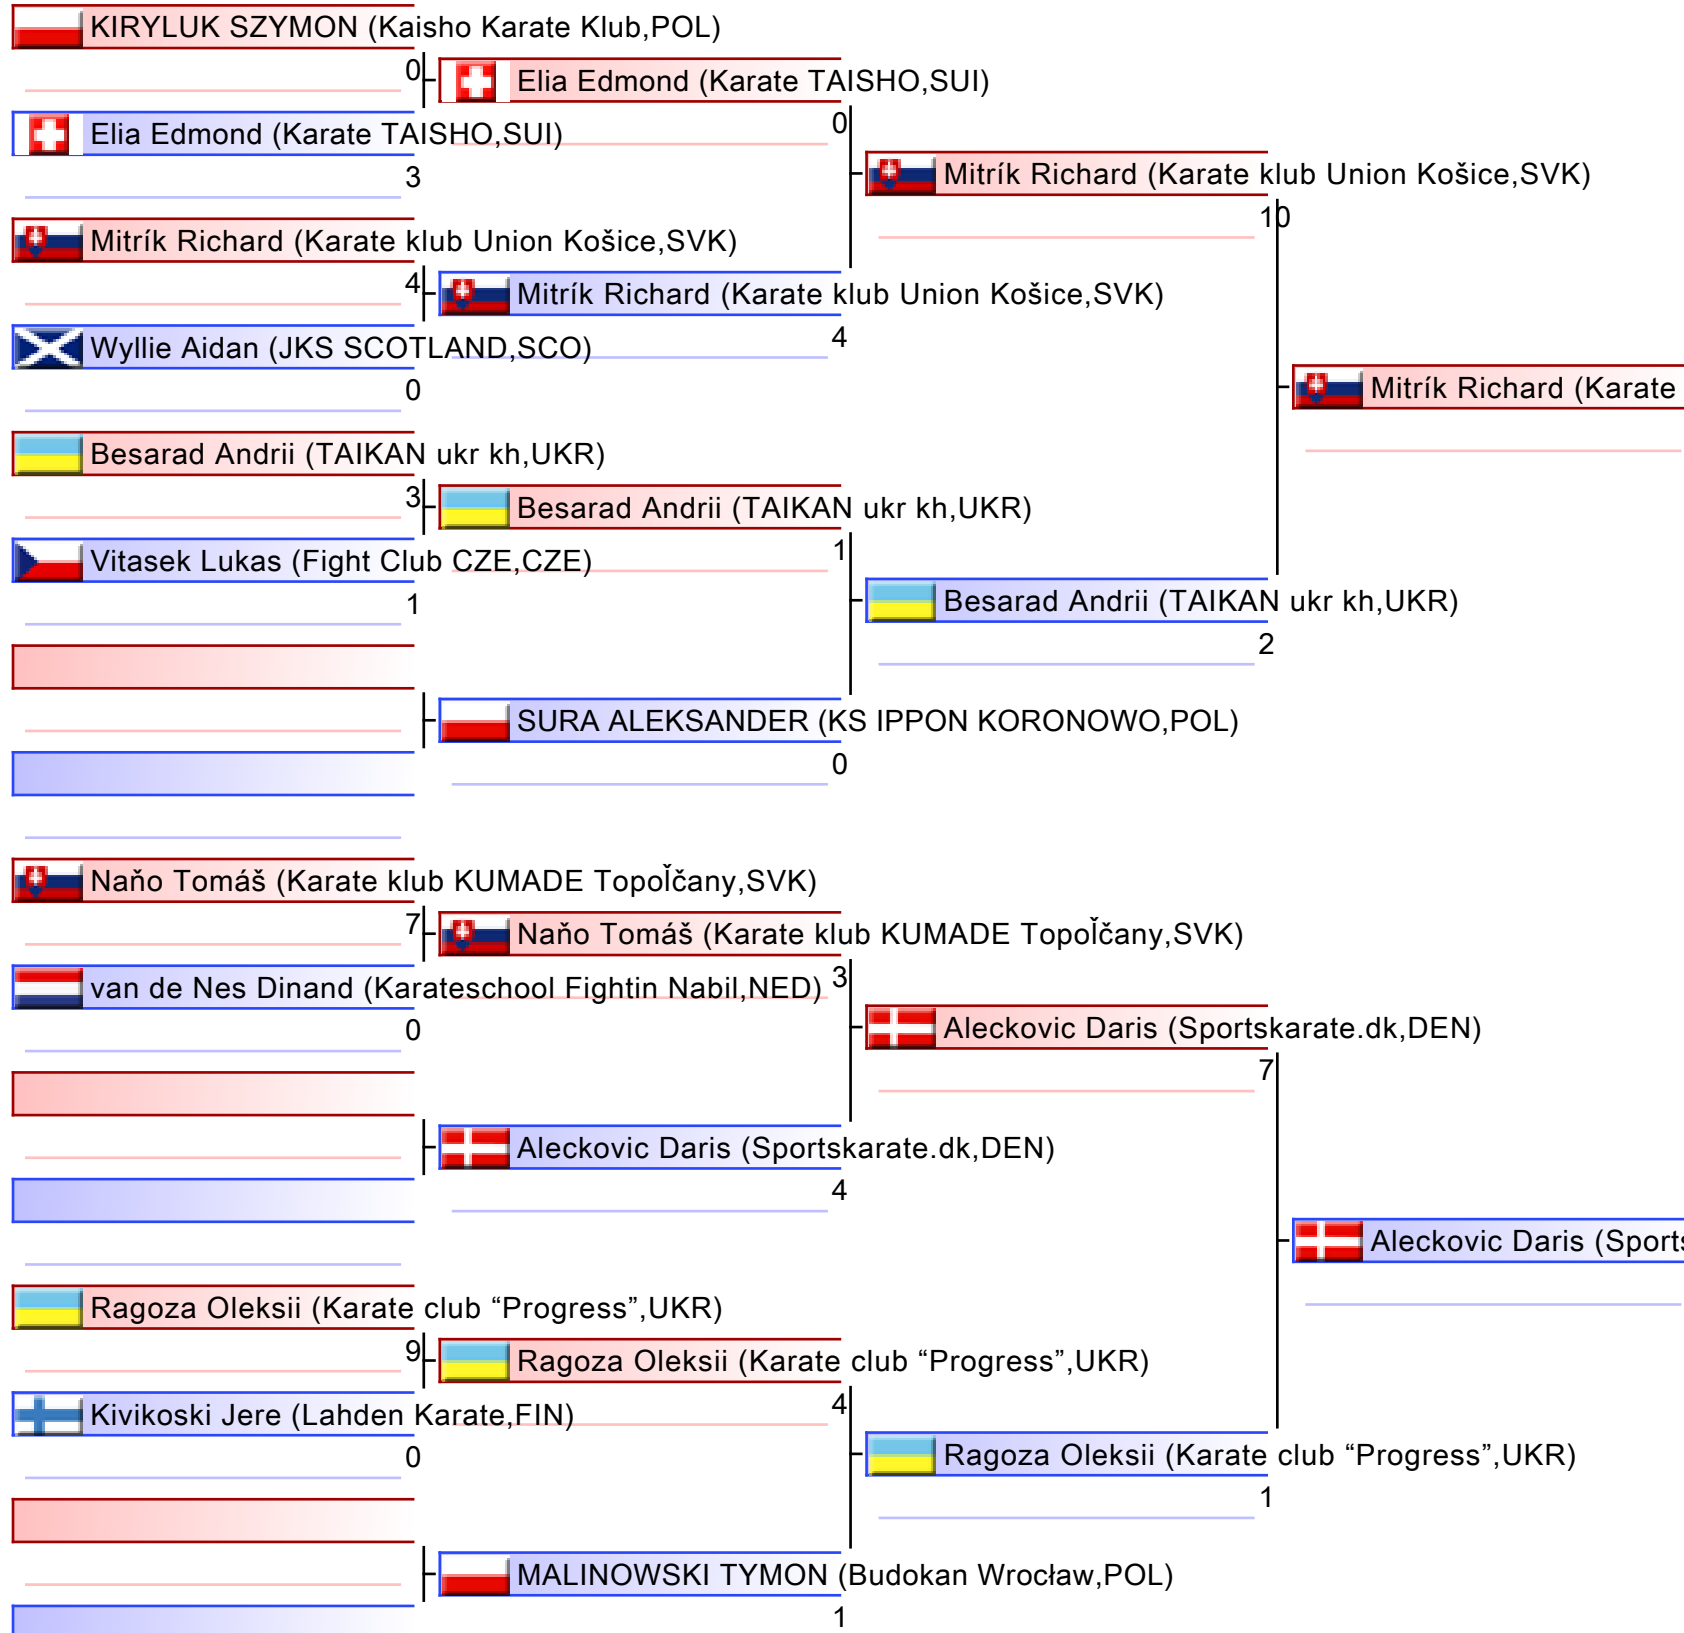 KIRYLUK SZYMON (Kaisho Karate Klub,POL)
0
Elia Edmond (Karate TAISHO,SUI)
3
Mitrík Richard (Karate klub Union Košice,SVK)
4
Wyllie Aidan (JKS SCOTLAND,SCO)
0
Besarad Andrii (TAIKAN ukr kh,UKR)
3
Vitasek Lukas (Fight Club CZE,CZE)
1
Naňo Tomáš (Karate klub KUMADE Topoľčany,SVK)
7
van de Nes Dinand (Karateschool Fightin Nabil,NED)
0
Ragoza Oleksii (Karate club “Progress”,UKR)
9
Kivikoski Jere (Lahden Karate,FIN)
0
Elia Edmond (Karate TAISHO,SUI)
0
Mitrík Richard (Karate klub Union Košice,SVK)
4
Besarad Andrii (TAIKAN ukr kh,UKR)
1
SURA ALEKSANDER (KS IPPON KORONOWO,POL)
0
Naňo Tomáš (Karate klub KUMADE Topoľčany,SVK)
3
Aleckovic Daris (Sportskarate.dk,DEN)
4
Ragoza Oleksii (Karate club “Progress”,UKR)
4
MALINOWSKI TYMON (Budokan Wrocław,POL)
1
Mitrík Richard (Karate klub Union Košice,SVK)
10
Besarad Andrii (TAIKAN ukr kh,UKR)
2
Aleckovic Daris (Sportskarate.dk,DEN)
7
Ragoza Oleksii (Karate club “Progress”,UKR)
1
Mitrík Richard (Karate
Aleckovic Daris (Sports